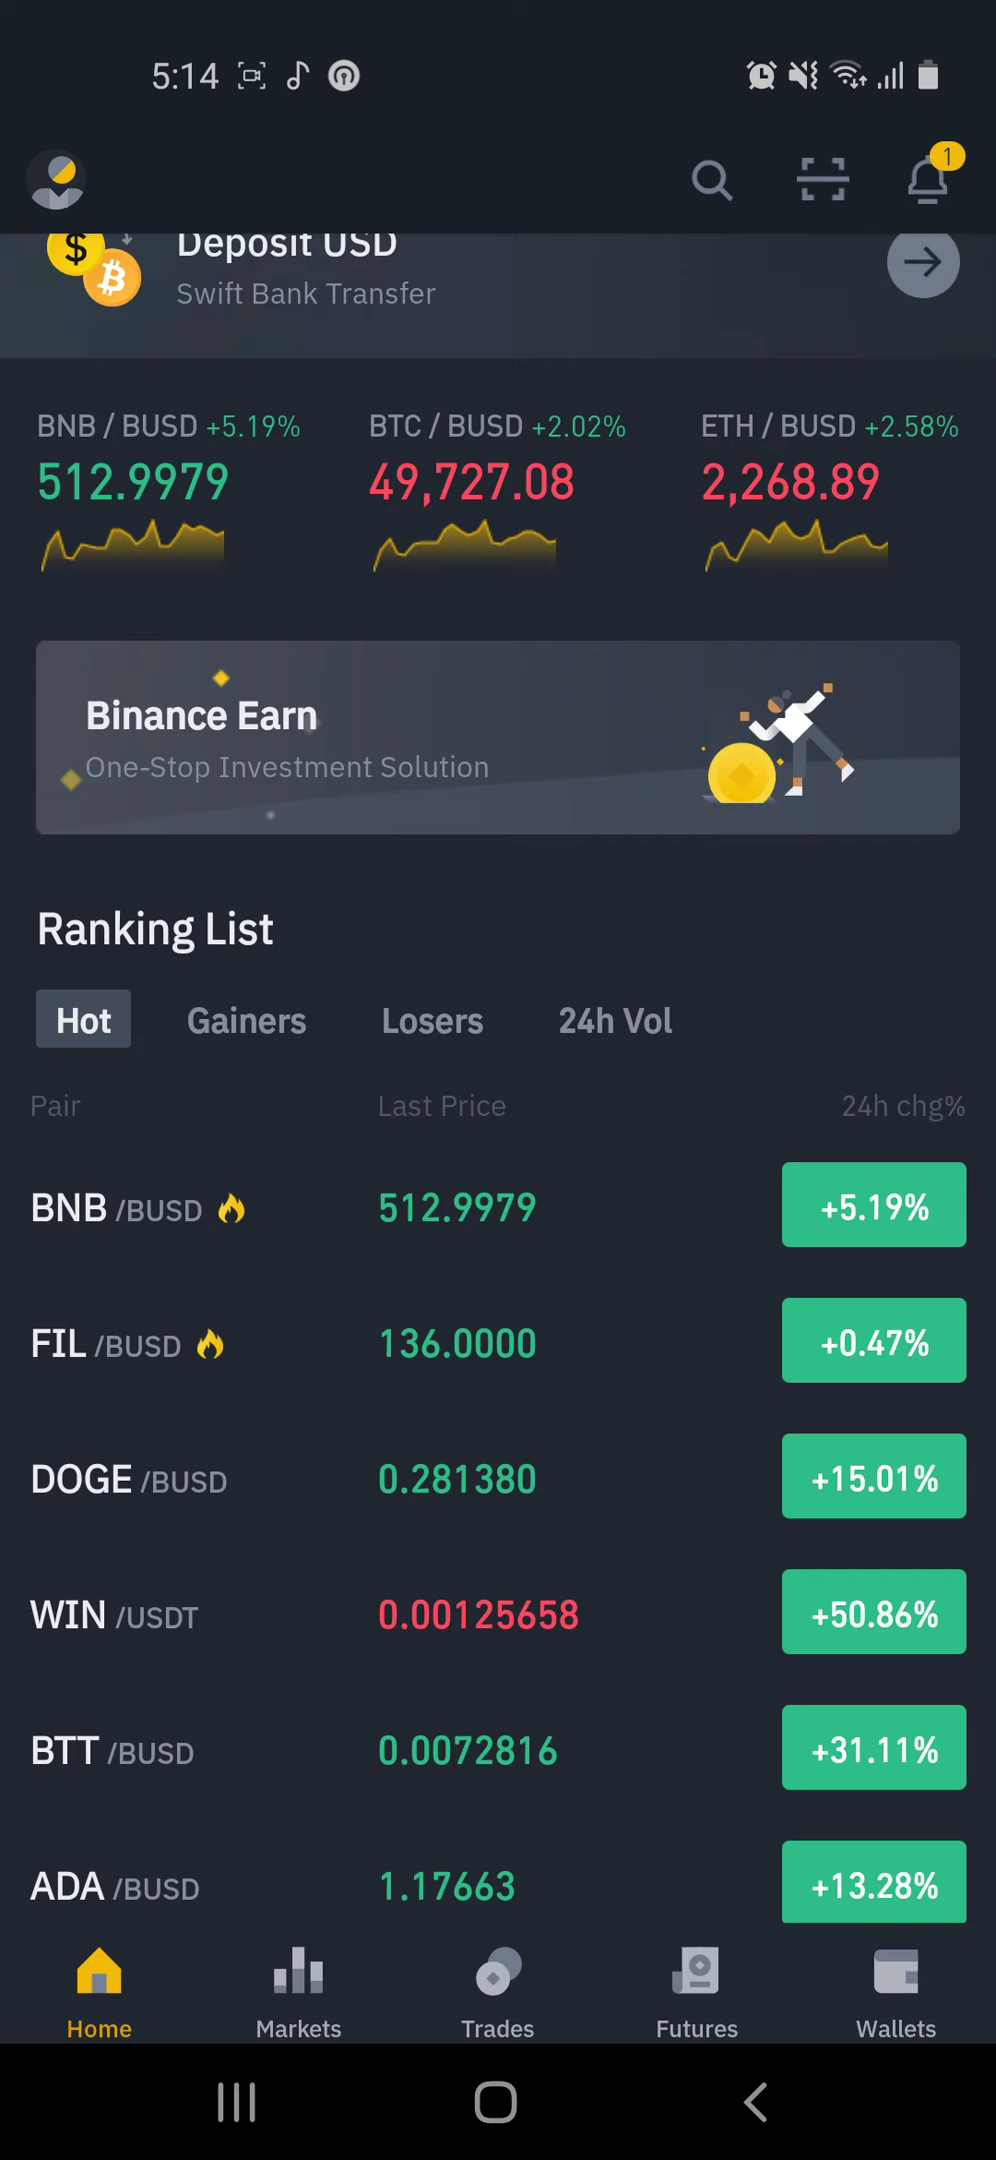 5:14
1
Deposit USD
Swift Bank Transfer
BNB / BUSD +5.19% BTC / BUSD +2.02% ETH / BUSD +2.58%
512.9979 49,727.08 2,268.89
Binance Earn
One-Stop Investment Solution
Ranking List
Hot Gainers Losers 24h Vol
Pair Last Price 24h chg%
BNB /BUSD 512.9979 +5.19%
FIL /BUSD 136.0000 +0.47%
DOGE /BUSD 0.281380 +15.01%
WIN /USDT 0.00125658 +50.86%
BTT /BUSD 0.0072816 +31.11%
ADA /BUSD 1.17663 +13.28%
Home Markets Trades Futures Wallets